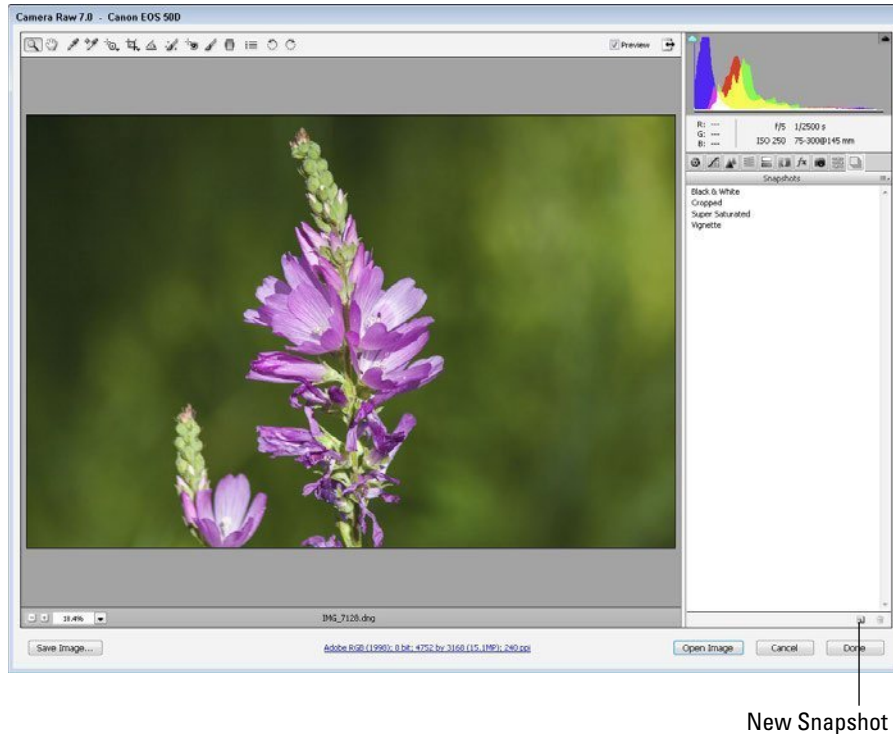 Camera Raw 7.0 - Canon EOS 50D
Preview
R: ---
G: ---
B: ---
f/5 1/2500 s
ISO 250 75-300@145 mm
fx
Snapshots
Black & White
Cropped
Super Saturated
Vignette
IMG_7128.dng
Save Image...
Adobe RGB (1998); 8 bit; 4752 by 3168 (15.1MP); 240 ppi
Open Image
Cancel
Done
New Snapshot